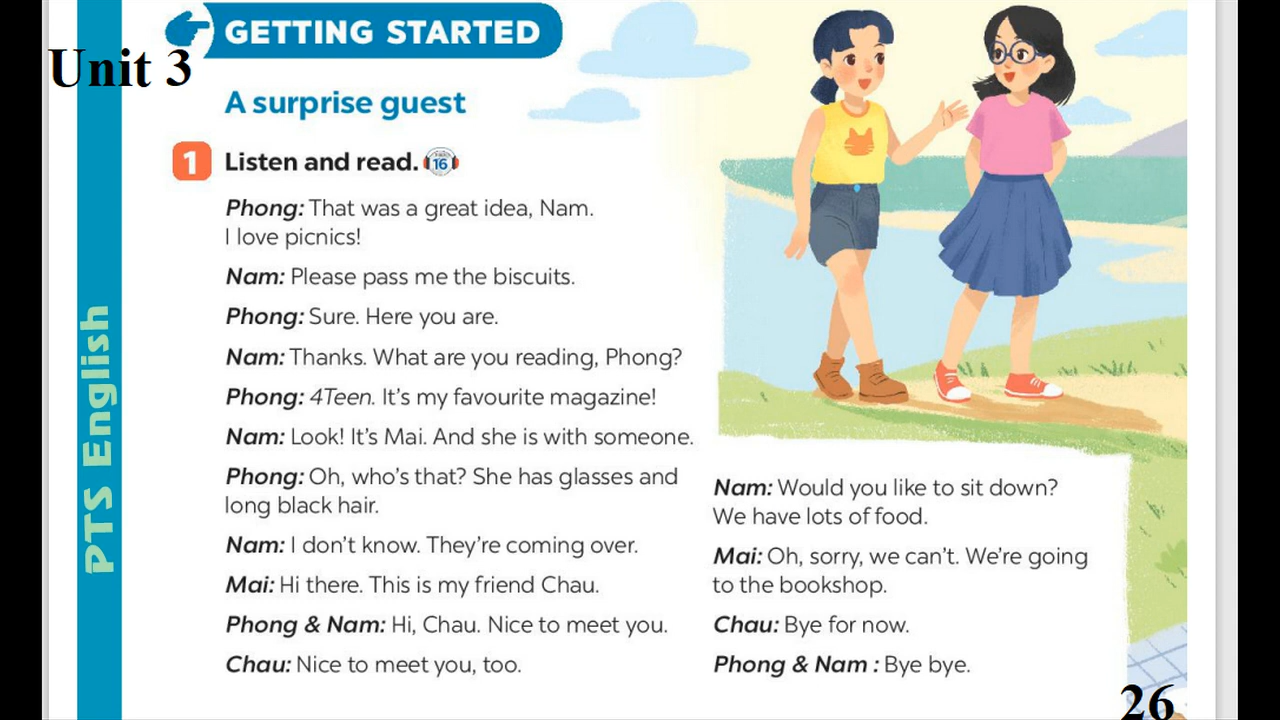 GETTING STARTED
Unit 3
A surprise guest
1 Listen and read. 16
Phong: That was a great idea, Nam.
I love picnics!
Nam: Please pass me the biscuits.
Phong: Sure. Here you are.
Nam: Thanks. What are you reading, Phong?
Phong: 4Teen. It’s my favourite magazine!
Nam: Look! It’s Mai. And she is with someone.
Phong: Oh, who’s that? She has glasses and
long black hair.
Nam: I don’t know. They’re coming over.
Mai: Hi there. This is my friend Chau.
Phong & Nam: Hi, Chau. Nice to meet you.
Chau: Nice to meet you, too.
Nam: Would you like to sit down?
We have lots of food.
Mai: Oh, sorry, we can’t. We’re going
to the bookshop.
Chau: Bye for now.
Phong & Nam : Bye bye.
PTS English
26